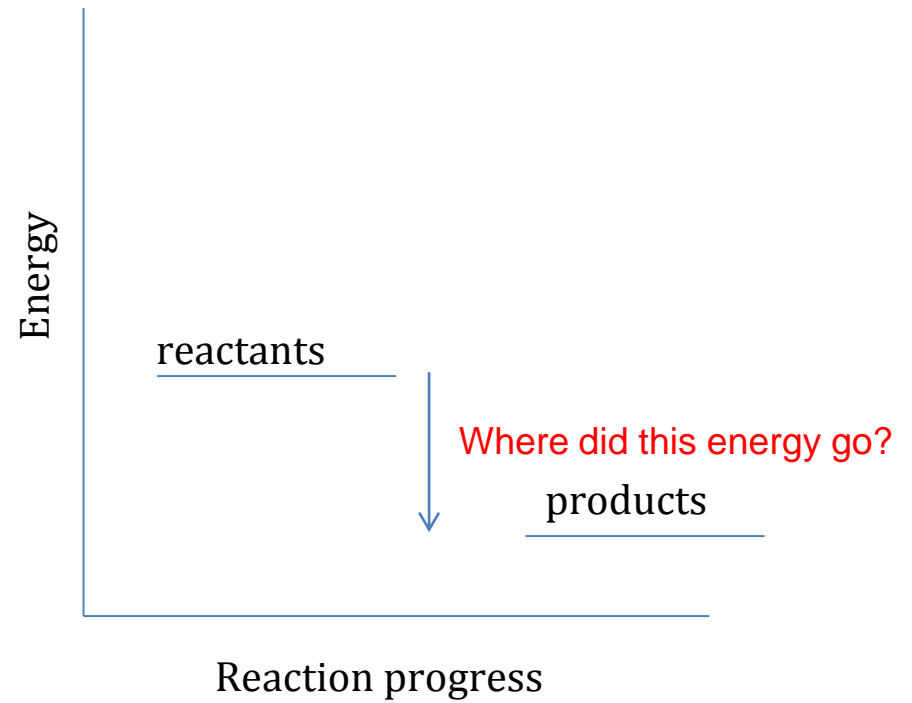 Energy
reactants
Where did this energy go?
products
Reaction progress